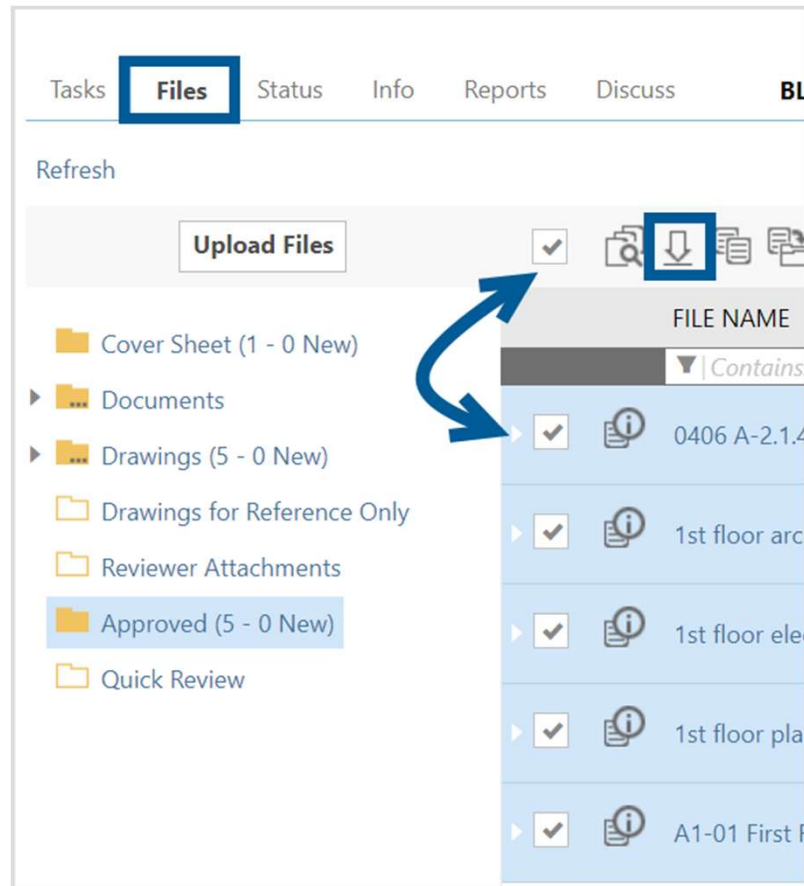 Tasks Files Status Info Reports Discuss BL
Refresh
Upload Files
FILE NAME
Contains
Cover Sheet (1 - 0 New)
Documents
Drawings (5 - 0 New)
Drawings for Reference Only
Reviewer Attachments
Approved (5 - 0 New)
Quick Review
0406 A-2.1.4
1st floor arc
1st floor ele
1st floor pla
A1-01 First